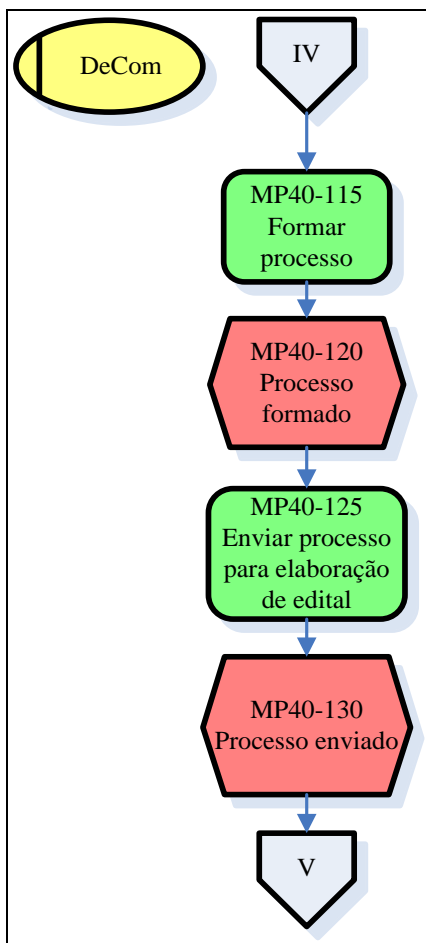 DeCom
IV
MP40-115
Formar
processo
MP40-120
Processo
formado
MP40-125
Enviar processo
para elaboração
de edital
MP40-130
Processo enviado
V